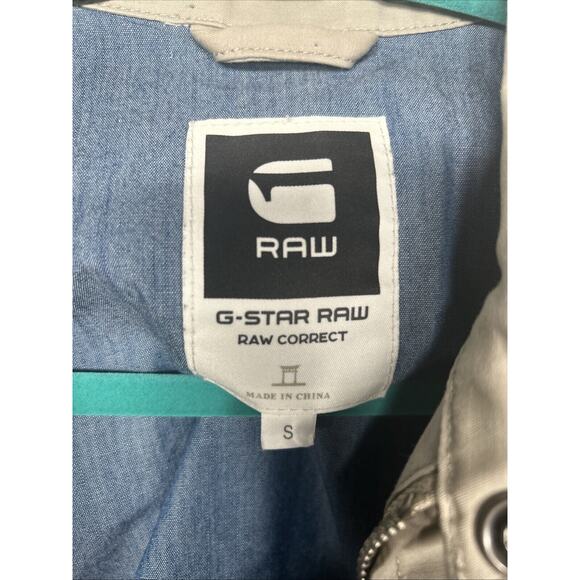 RAW
G-STAR RAW
RAW CORRECT
MADE IN CHINA
S